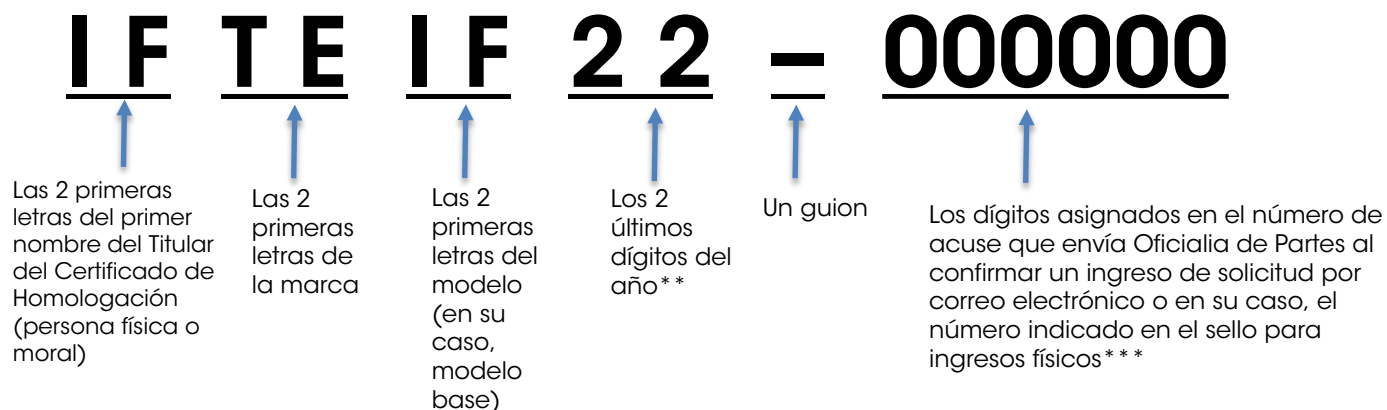 IF TE IF 22 - 000000
Las 2 primeras
letras del primer
nombre del Titular
del Certificado de
Homologación
(persona física o
moral)
Las 2
primeras
letras de
la marca
Las 2
primeras
letras del
modelo
(en su
caso,
modelo
base)
Los 2
últimos
dígitos del
año**
Un guion
Los dígitos asignados en el número de
acuse que envía Oficialia de Partes al
confirmar un ingreso de solicitud por
correo electrónico o en su caso, el
número indicado en el sello para
ingresos físicos***